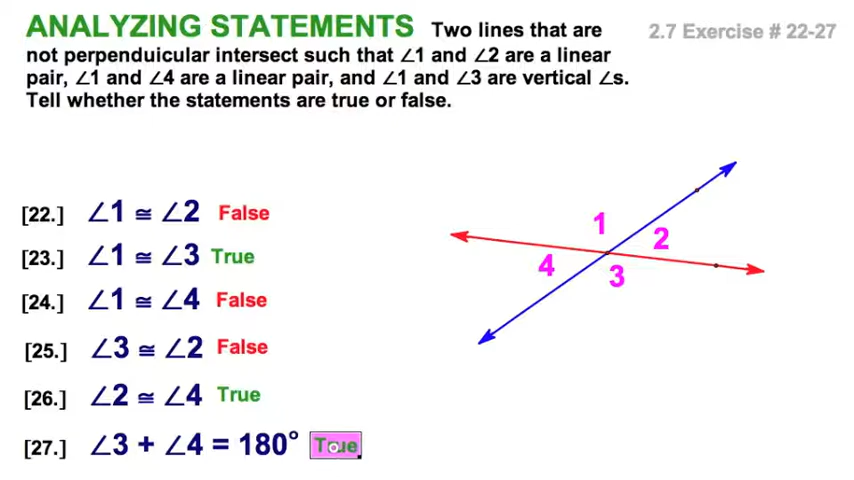 ANALYZING STATEMENTS Two lines that are
2.7 Exercise # 22-27
not perpenduicular intersect such that ∠1 and ∠2 are a linear
pair, ∠1 and ∠4 are a linear pair, and ∠1 and ∠3 are vertical ∠s.
Tell whether the statements are true or false.
[22.] ∠1 ≅ ∠2 False
[23.] ∠1 ≅ ∠3 True
[24.] ∠1 ≅ ∠4 False
[25.] ∠3 ≅ ∠2 False
[26.] ∠2 ≅ ∠4 True
[27.] ∠3 + ∠4 = 180° True
1
2
4
3